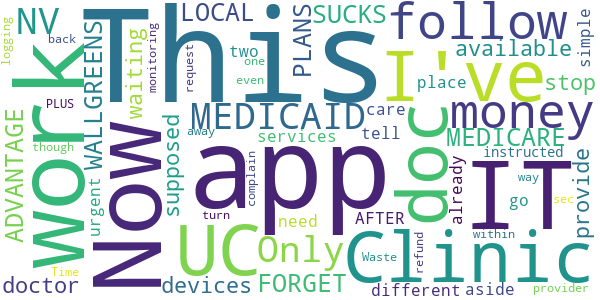 logging
NV
back
work
ADVANTAGE
though
PLUS
Time
WALLGREENS
urgent
doctor
Now
This
waiting
monitoring
supposed
devices
LOCAL
request
away
turn
UC
MEDICAID
app
two
one
even
services
complain
need
Only
FORGET
SUCKS
PLANS
care
tell
AFTER
refund
Waste
Clinic
different
aside
I've
follow
doc
money
MEDICARE
already
IT
available
place
stop
simple
instructed
go
way
sec
within
provider
provide